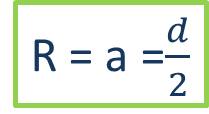 R = a = d/2